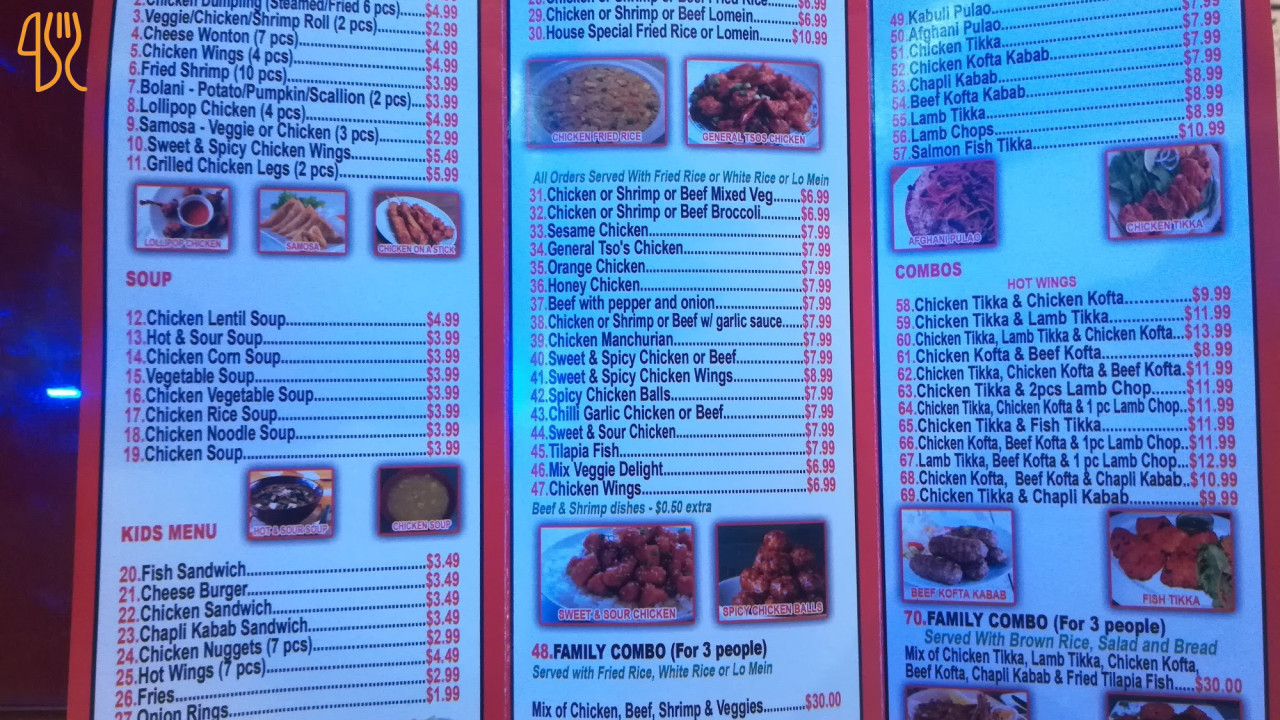 2.Chicken Dumpling (Steamed/Fried 6 pcs)......$4.99
3.Veggie/Chicken/Shrimp Roll (2 pcs)......$2.99
4.Cheese Wonton (7 pcs)......$4.99
5.Chicken Wings (4 pcs)......$4.99
6.Fried Shrimp (10 pcs)......$3.99
7.Bolani - Potato/Pumpkin/Scallion (2 pcs)....$3.99
8.Lollipop Chicken (4 pcs)......$4.99
9.Samosa - Veggie or Chicken (3 pcs)......$2.99
10.Sweet & Spicy Chicken Wings......$5.49
11.Grilled Chicken Legs (2 pcs)......$5.99
LOLLIPOP CHICKEN
SAMOSA
CHICKEN ON A STICK
SOUP
12.Chicken Lentil Soup......$4.99
13.Hot & Sour Soup......$3.99
14.Chicken Corn Soup......$3.99
15.Vegetable Soup......$3.99
16.Chicken Vegetable Soup......$3.99
17.Chicken Rice Soup......$3.99
18.Chicken Noodle Soup......$3.99
19.Chicken Soup......$3.99
HOT & SOUR SOUP
CHICKEN SOUP
KIDS MENU
20.Fish Sandwich......$3.49
21.Cheese Burger......$3.49
22.Chicken Sandwich......$3.49
23.Chapli Kabab Sandwich......$3.49
24.Chicken Nuggets (7 pcs)......$2.99
25.Hot Wings (7 pcs)......$4.49
26.Fries......$2.99
27.Onion Rings......$1.99
28.Chicken or Shrimp or Beef Fried Rice......$6.99
29.Chicken or Shrimp or Beef Lomein......$6.99
30.House Special Fried Rice or Lomein........$10.99
CHICKEN FRIED RICE
GENERAL TSOS CHICKEN
All Orders Served With Fried Rice or White Rice or Lo Mein
31.Chicken or Shrimp or Beef Mixed Veg........$6.99
32.Chicken or Shrimp or Beef Broccoli......$6.99
33.Sesame Chicken......$7.99
34.General Tso's Chicken......$7.99
35.Orange Chicken......$7.99
36.Honey Chicken......$7.99
37.Beef with pepper and onion......$7.99
38.Chicken or Shrimp or Beef w/ garlic sauce......$7.99
39.Chicken Manchurian......$7.99
40.Sweet & Spicy Chicken or Beef......$7.99
41.Sweet & Spicy Chicken Wings......$8.99
42.Spicy Chicken Balls......$7.99
43.Chilli Garlic Chicken or Beef......$7.99
44.Sweet & Sour Chicken......$7.99
45.Tilapia Fish......$7.99
46.Mix Veggie Delight......$6.99
47.Chicken Wings......$6.99
Beef & Shrimp dishes - $0.50 extra
SWEET & SOUR CHICKEN
SPICY CHICKEN BALLS
48.FAMILY COMBO (For 3 people)
Served with Fried Rice, White Rice or Lo Mein
Mix of Chicken, Beef, Shrimp & Veggies............$30.00
49.Kabuli Pulao......
50.Afghani Pulao......$7.99
51.Chicken Tikka......$7.99
52.Chicken Kofta Kabab......$7.99
53.Chapli Kabab......$7.99
54.Beef Kofta Kabab......$8.99
55.Lamb Tikka......$8.99
56.Lamb Chops......$8.99
57.Salmon Fish Tikka......$10.99
AFGHANI PULAO
CHICKEN TIKKA
COMBOS
HOT WINGS
58.Chicken Tikka & Chicken Kofta......$9.99
59.Chicken Tikka & Lamb Tikka......$11.99
60.Chicken Tikka, Lamb Tikka & Chicken Kofta...$13.99
61.Chicken Kofta & Beef Kofta......$8.99
62.Chicken Tikka, Chicken Kofta & Beef Kofta.$11.99
63.Chicken Tikka & 2pcs Lamb Chop.......$11.99
64.Chicken Tikka, Chicken Kofta & 1 pc Lamb Chop..$11.99
65.Chicken Tikka & Fish Tikka......$11.99
66.Chicken Kofta, Beef Kofta & 1pc Lamb Chop..$11.99
67.Lamb Tikka, Beef Kofta & 1 pc Lamb Chop...$12.99
68.Chicken Kofta, Beef Kofta & Chapli Kabab..$10.99
69.Chicken Tikka & Chapli Kabab......$9.99
BEEF KOFTA KABAB
FISH TIKKA
70.FAMILY COMBO (For 3 people)
Served With Brown Rice, Salad and Bread
Mix of Chicken Tikka, Lamb Tikka, Chicken Kofta,
Beef Kofta, Chapli Kabab & Fried Tilapia Fish.....$30.00